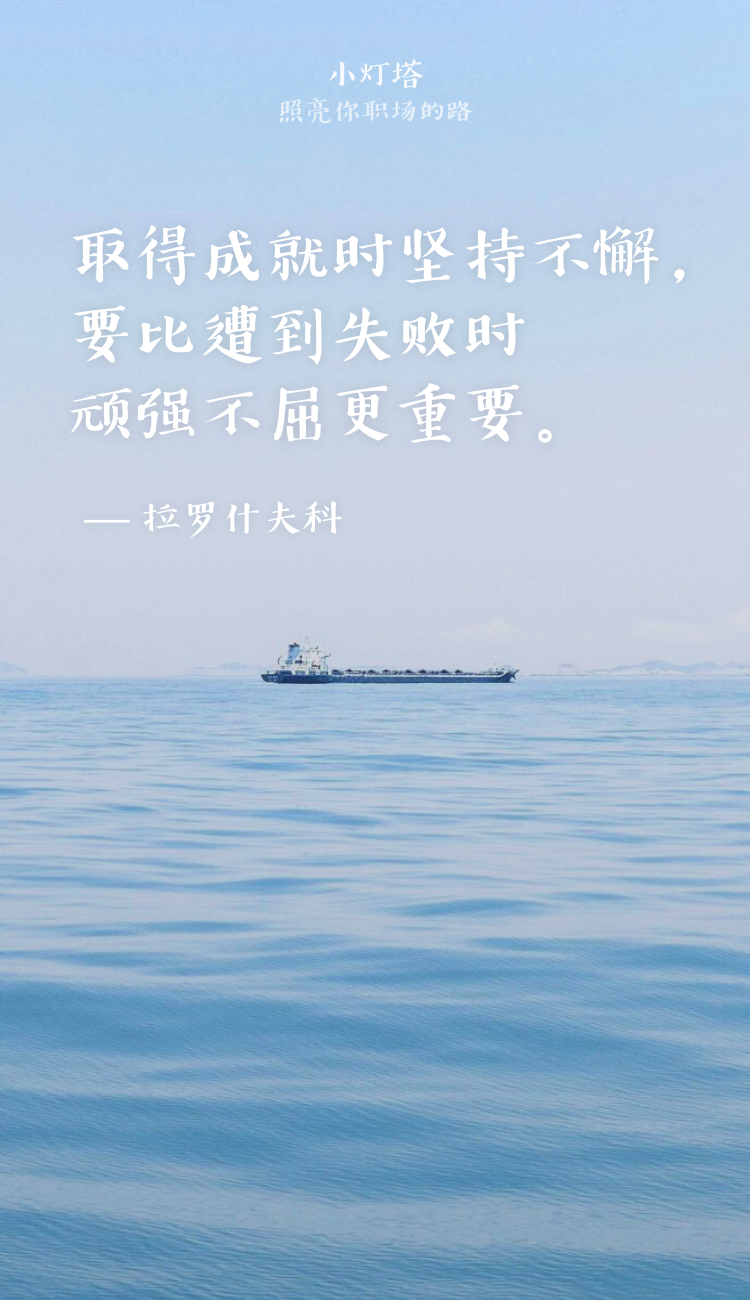 小灯塔
照亮你职场的路
取得成就时坚持不懈，
要比遭到失败时
顽强不屈更重要。
— 拉罗什夫科